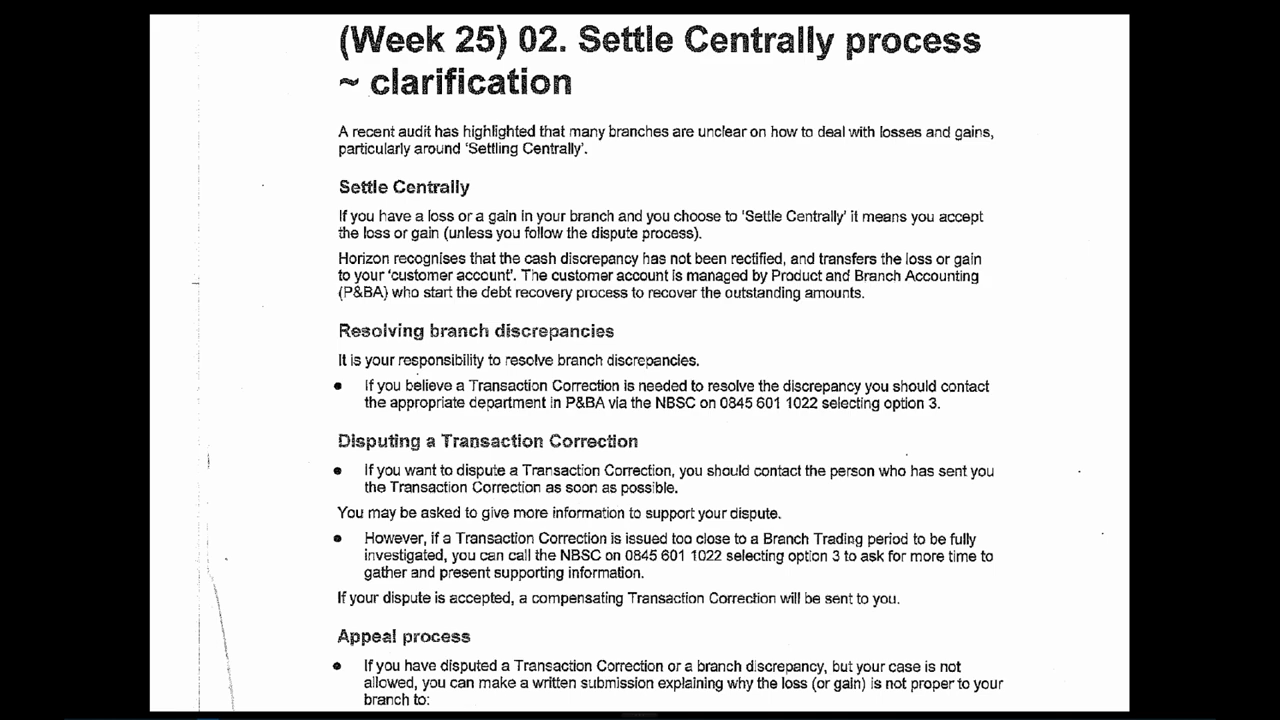 (Week 25) 02. Settle Centrally process
~ clarification
A recent audit has highlighted that many branches are unclear on how to deal with losses and gains,
particularly around 'Settling Centrally'.
Settle Centrally
If you have a loss or a gain in your branch and you choose to 'Settle Centrally' it means you accept
the loss or gain (unless you follow the dispute process).
Horizon recognises that the cash discrepancy has not been rectified, and transfers the loss or gain
to your 'customer account'. The customer account is managed by Product and Branch Accounting
(P&BA) who start the debt recovery process to recover the outstanding amounts.
Resolving branch discrepancies
It is your responsibility to resolve branch discrepancies.
• If you believe a Transaction Correction is needed to resolve the discrepancy you should contact
the appropriate department in P&BA via the NBSC on 0845 601 1022 selecting option 3.
Disputing a Transaction Correction
• If you want to dispute a Transaction Correction, you should contact the person who has sent you
the Transaction Correction as soon as possible.
You may be asked to give more information to support your dispute.
• However, if a Transaction Correction is issued too close to a Branch Trading period to be fully
investigated, you can call the NBSC on 0845 601 1022 selecting option 3 to ask for more time to
gather and present supporting information.
If your dispute is accepted, a compensating Transaction Correction will be sent to you.
Appeal process
• If you have disputed a Transaction Correction or a branch discrepancy, but your case is not
allowed, you can make a written submission explaining why the loss (or gain) is not proper to your
branch to: